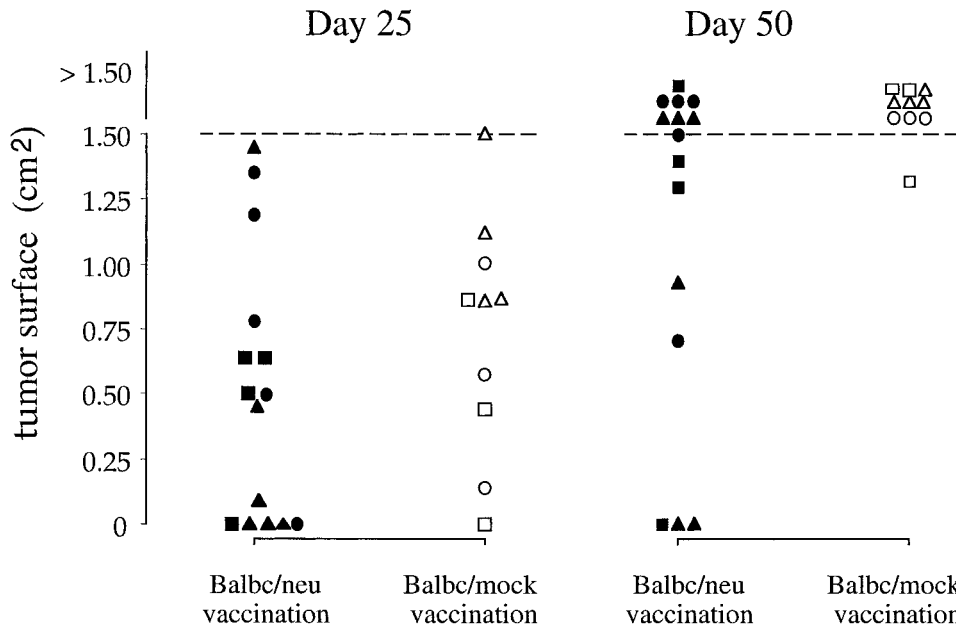 Day 25
Day 50
> 1.50
1.50
1.25
1.00
0.75
0.50
0.25
0
tumor surface (cm2)
Balbc/neu
vaccination
Balbc/mock
vaccination
Balbc/neu
vaccination
Balbc/mock
vaccination